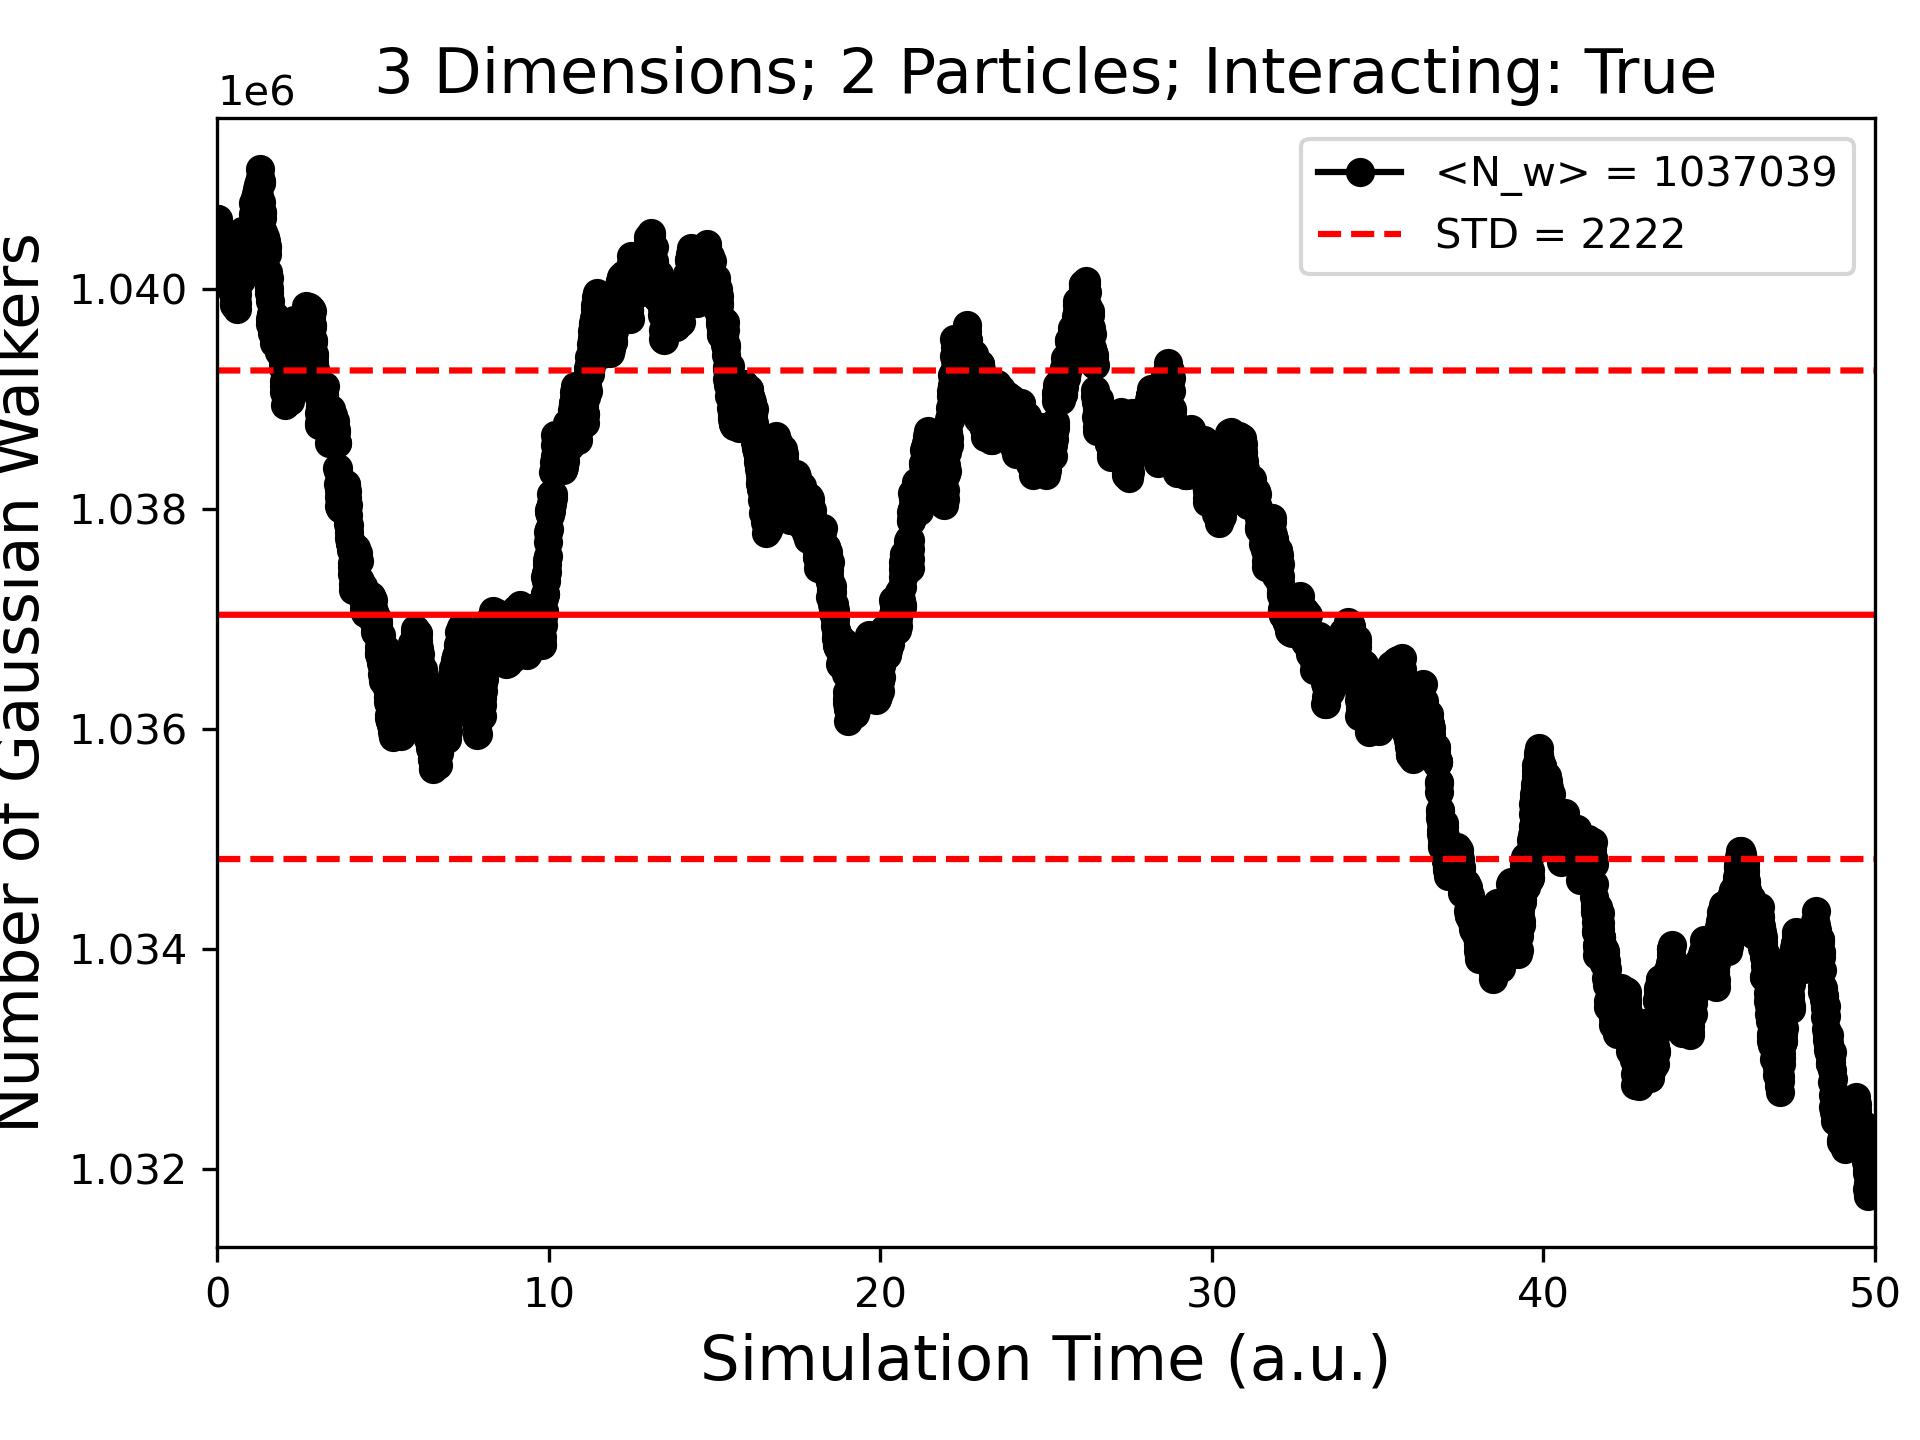 3 Dimensions; 2 Particles; Interacting: True
1e6
<N_w> = 1037039
STD = 2222
Number of Gaussian Walkers
1.040
1.038
1.036
1.034
1.032
0 10 20 30 40 50
Simulation Time (a.u.)